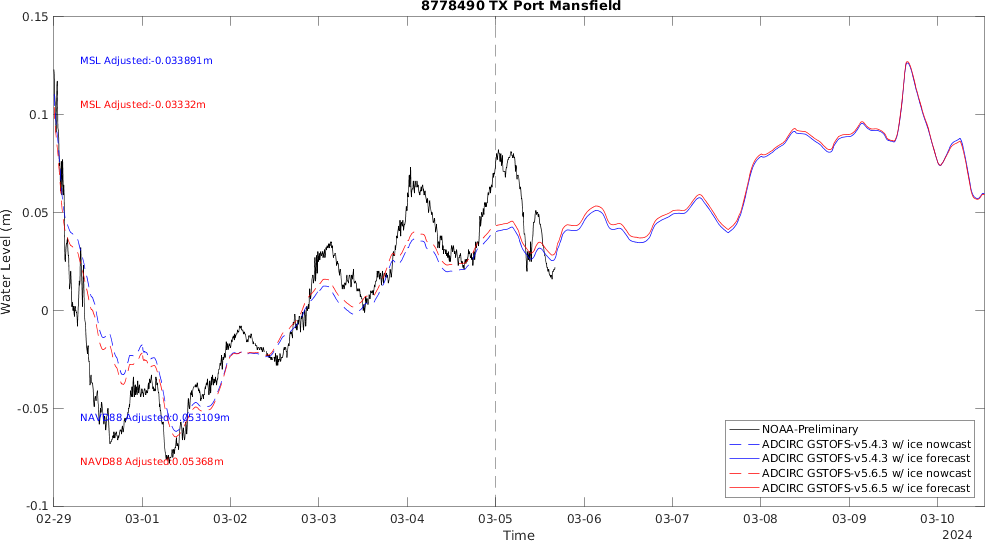 8778490 TX Port Mansfield
0.15
0.1
0.05
0
-0.05
-0.1
Water Level (m)
MSL Adjusted:-0.033891m
MSL Adjusted:-0.03332m
NAVD88 Adjusted:0.053109m
NAVD88 Adjusted:0.05368m
NOAA-Preliminary
ADCIRC GSTOFS-v5.4.3 w/ ice nowcast
ADCIRC GSTOFS-v5.4.3 w/ ice forecast
ADCIRC GSTOFS-v5.6.5 w/ ice nowcast
ADCIRC GSTOFS-v5.6.5 w/ ice forecast
02-29 03-01 03-02 03-03 03-04 03-05 03-06 03-07 03-08 03-09 03-10
Time
2024